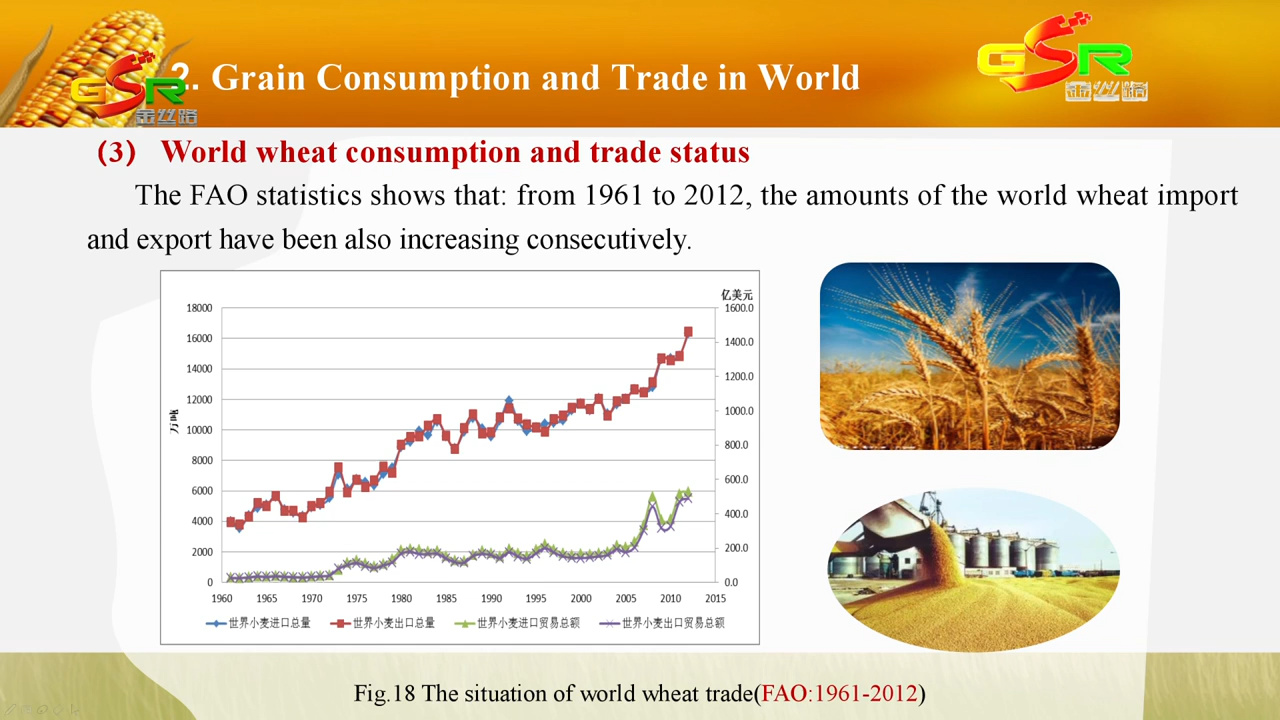 GSR
金丝路
2. Grain Consumption and Trade in World
GSR
金丝路
（3） World wheat consumption and trade status
The FAO statistics shows that: from 1961 to 2012, the amounts of the world wheat import
and export have been also increasing consecutively.
亿美元
万吨
18000
16000
14000
12000
10000
8000
6000
4000
2000
0
1600.0
1400.0
1200.0
1000.0
800.0
600.0
400.0
200.0
0.0
1960 1965 1970 1975 1980 1985 1990 1995 2000 2005 2010 2015
世界小麦进口总量 世界小麦出口总量 世界小麦进口贸易总额 世界小麦出口贸易总额
Fig.18 The situation of world wheat trade(FAO:1961-2012)